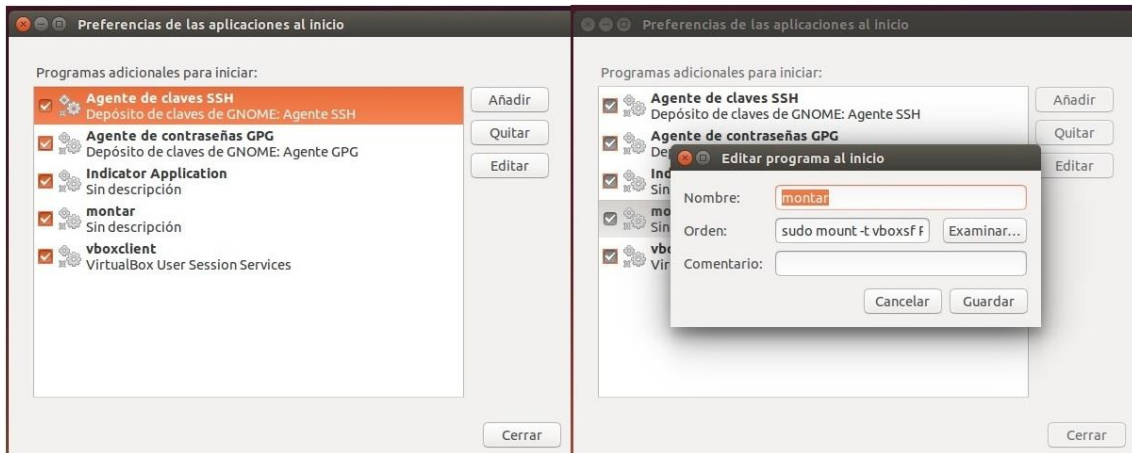 Preferencias de las aplicaciones al inicio
Programas adicionales para iniciar:
Agente de claves SSH
Depósito de claves de GNOME: Agente SSH
Agente de contraseñas GPG
Depósito de claves de GNOME: Agente GPG
Indicator Application
Sin descripción
montar
Sin descripción
vboxclient
VirtualBox User Session Services
Añadir
Quitar
Editar
Cerrar
Preferencias de las aplicaciones al inicio
Programas adicionales para iniciar:
Agente de claves SSH
Depósito de claves de GNOME: Agente SSH
Agente de contraseñas GPG
Añadir
Quitar
Editar
Editar programa al inicio
Nombre: montar
Orden: sudo mount -t vboxsf Examinar...
Comentario:
Cancelar Guardar
Cerrar